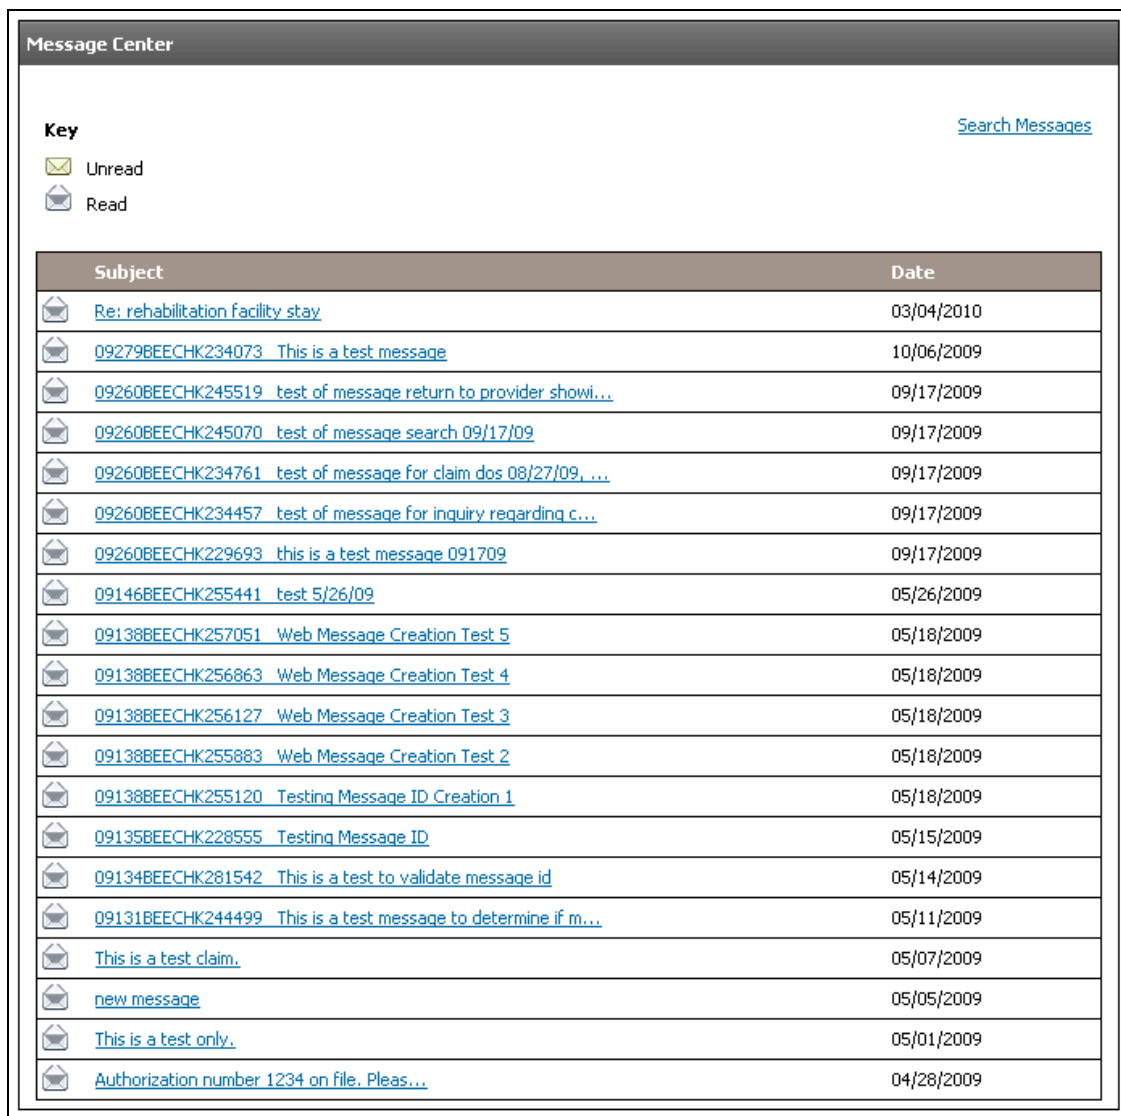 Message Center
Key
Search Messages
Unread
Read
Subject Date
Re: rehabilitation facility stay 03/04/2010
09279BEECHK234073 This is a test message 10/06/2009
09260BEECHK245519 test of message return to provider showi... 09/17/2009
09260BEECHK245070 test of message search 09/17/09 09/17/2009
09260BEECHK234761 test of message for claim dos 08/27/09, ... 09/17/2009
09260BEECHK234457 test of message for inquiry regarding c... 09/17/2009
09260BEECHK229693 this is a test message 091709 09/17/2009
09146BEECHK255441 test 5/26/09 05/26/2009
09138BEECHK257051 Web Message Creation Test 5 05/18/2009
09138BEECHK256863 Web Message Creation Test 4 05/18/2009
09138BEECHK256127 Web Message Creation Test 3 05/18/2009
09138BEECHK255883 Web Message Creation Test 2 05/18/2009
09138BEECHK255120 Testing Message ID Creation 1 05/18/2009
09135BEECHK228555 Testing Message ID 05/15/2009
09134BEECHK281542 This is a test to validate message id 05/14/2009
09131BEECHK244499 This is a test message to determine if m... 05/11/2009
This is a test claim. 05/07/2009
new message 05/05/2009
This is a test only. 05/01/2009
Authorization number 1234 on file. Pleas... 04/28/2009